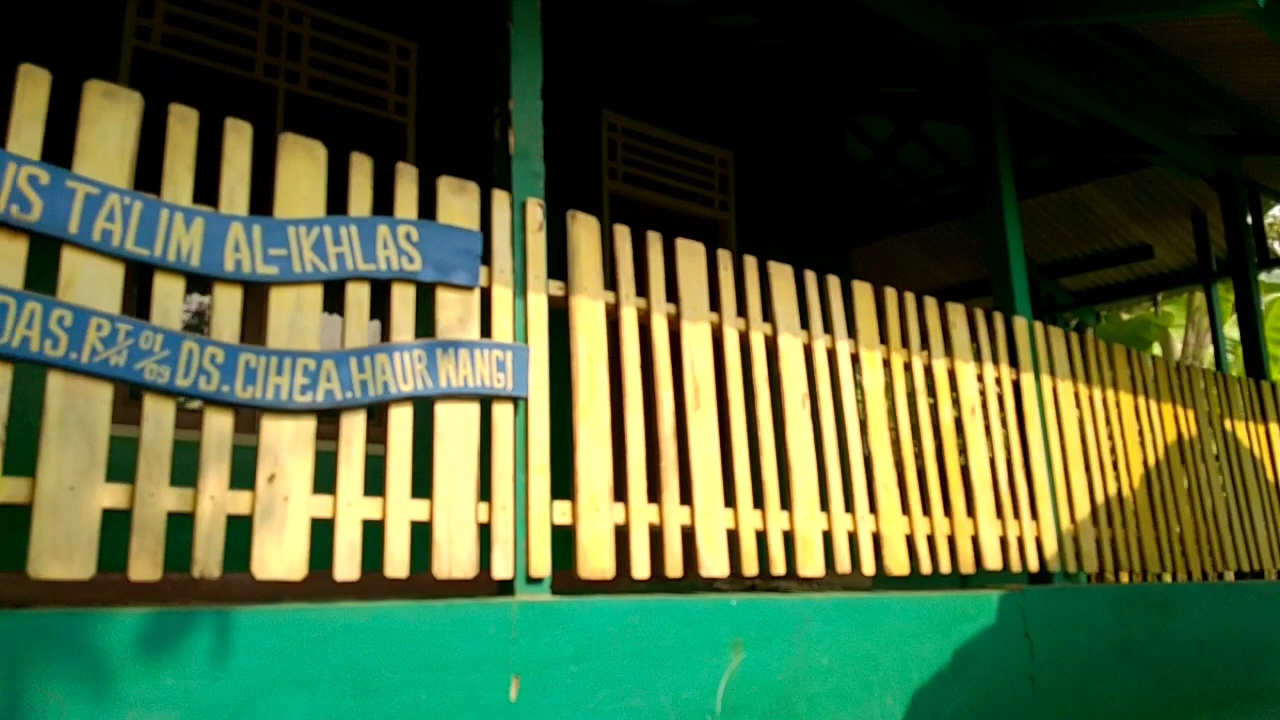 IS TA'LIM AL-IKHLAS
DAS. RT/W 01/09 DS. CIHEA. HAUR WANGI